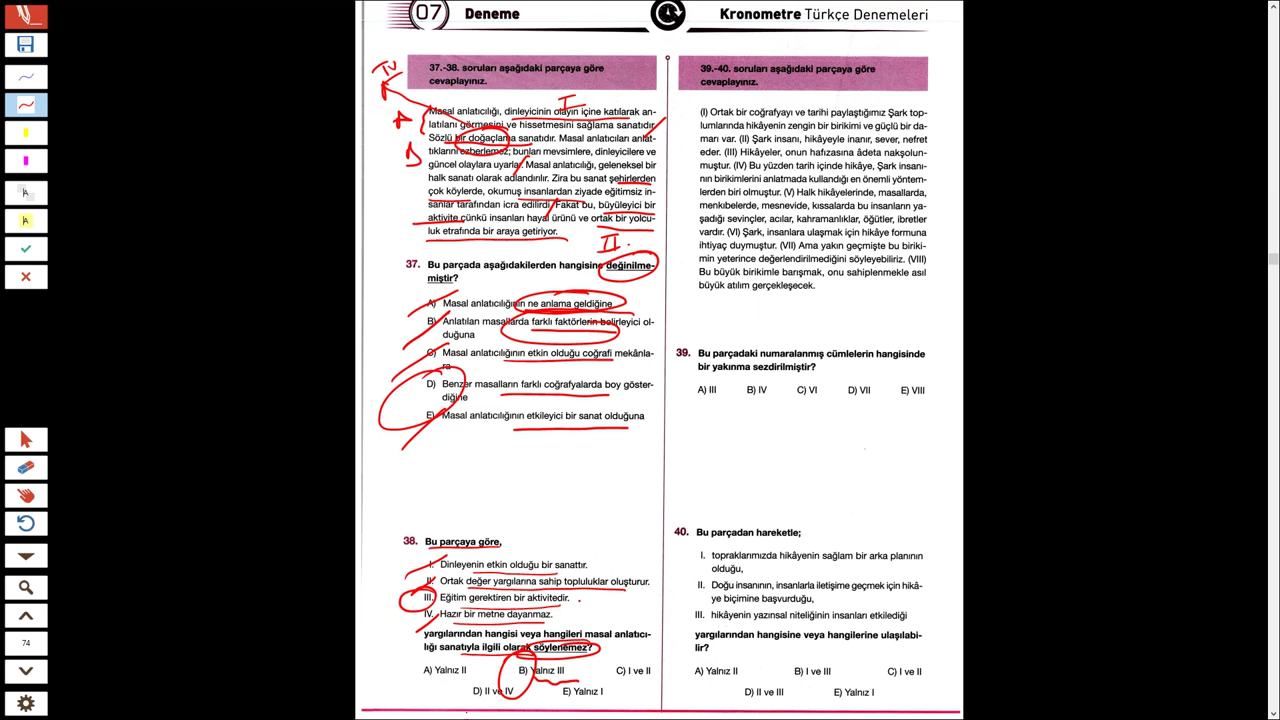 07
Deneme
Kronometre Türkçe Denemeleri
37.-38. soruları aşağıdaki parçaya göre
cevaplayınız.
Masal anlatıcılığı, dinleyicinin olayın içine katılarak an-
latılanı görmesini ve hissetmesini sağlama sanatıdır.
Sözlü bir doğaçlama sanatıdır. Masal anlatıcıları anlat-
tıklarını ezberlemez; bunları mevsimlere, dinleyicilere ve
güncel olaylara uyarlar. Masal anlatıcılığı, geleneksel bir
halk sanatı olarak adlandırılır. Zira bu sanat şehirlerden
çok köylerde, okumuş insanlardan ziyade eğitimsiz in-
sanlar tarafından icra edilirdi. Fakat bu, büyüleyici bir
aktivite çünkü insanları hayal ürünü ve ortak bir yolcu-
luk etrafında bir araya getiriyor.
I
II.
37. Bu parçada aşağıdakilerden hangisine değinilme-
miştir?
A) Masal anlatıcılığının ne anlama geldiğine
B) Anlatılan masallarda farklı faktörlerin belirleyici ol-
duğuna
C) Masal anlatıcılığının etkin olduğu coğrafi mekânla-
ra
D) Benzer masalların farklı coğrafyalarda boy göster-
diğine
E) Masal anlatıcılığının etkileyici bir sanat olduğuna
38. Bu parçaya göre,
I. Dinleyenin etkin olduğu bir sanattır.
II. Ortak değer yargılarına sahip topluluklar oluşturur.
III. Eğitim gerektiren bir aktivitedir.
IV. Hazır bir metne dayanmaz.
yargılarından hangisi veya hangileri masal anlatıcı-
lığı sanatıyla ilgili olarak söylenemez?
A) Yalnız II B) Yalnız III C) I ve II
D) II ve IV E) Yalnız I
39.-40. soruları aşağıdaki parçaya göre
cevaplayınız.
(I) Ortak bir coğrafyayı ve tarihi paylaştığımız Şark top-
lumlarında hikâyenin zengin bir birikimi ve güçlü bir da-
marı var. (II) Şark insanı, hikâyeyle inanır, sever, nefret
eder. (III) Hikâyeler, onun hafızasına âdeta nakşolun-
muştur. (IV) Bu yüzden tarih içinde hikâye, Şark insanı-
nın birikimlerini anlatmada kullandığı en önemli yöntem-
lerden biri olmuştur. (V) Halk hikâyelerinde, masallarda,
menkıbelerde, mesnevide, kıssalarda bu insanların ya-
şadığı sevinçler, acılar, kahramanlıklar, öğütler, ibretler
vardır. (VI) Şark, insanlara ulaşmak için hikâye formuna
ihtiyaç duymuştur. (VII) Ama yakın geçmişte bu biriki-
min yeterince değerlendirilmediğini söyleyebiliriz. (VIII)
Bu büyük birikimle barışmak, onu sahiplenmekle asıl
büyük atılım gerçekleşecek.
39. Bu parçadaki numaralanmış cümlelerin hangisinde
bir yakınma sezdirilmiştir?
A) III B) IV C) VI D) VII E) VIII
40. Bu parçadan hareketle;
I. topraklarımızda hikâyenin sağlam bir arka planının
olduğu,
II. Doğu insanının, insanlarla iletişime geçmek için hikâ-
ye biçimine başvurduğu,
III. hikâyenin yazınsal niteliğinin insanları etkilediği
yargılarından hangisine veya hangilerine ulaşılabi-
lir?
A) Yalnız II B) I ve III C) I ve II
D) II ve III E) Yalnız I
74